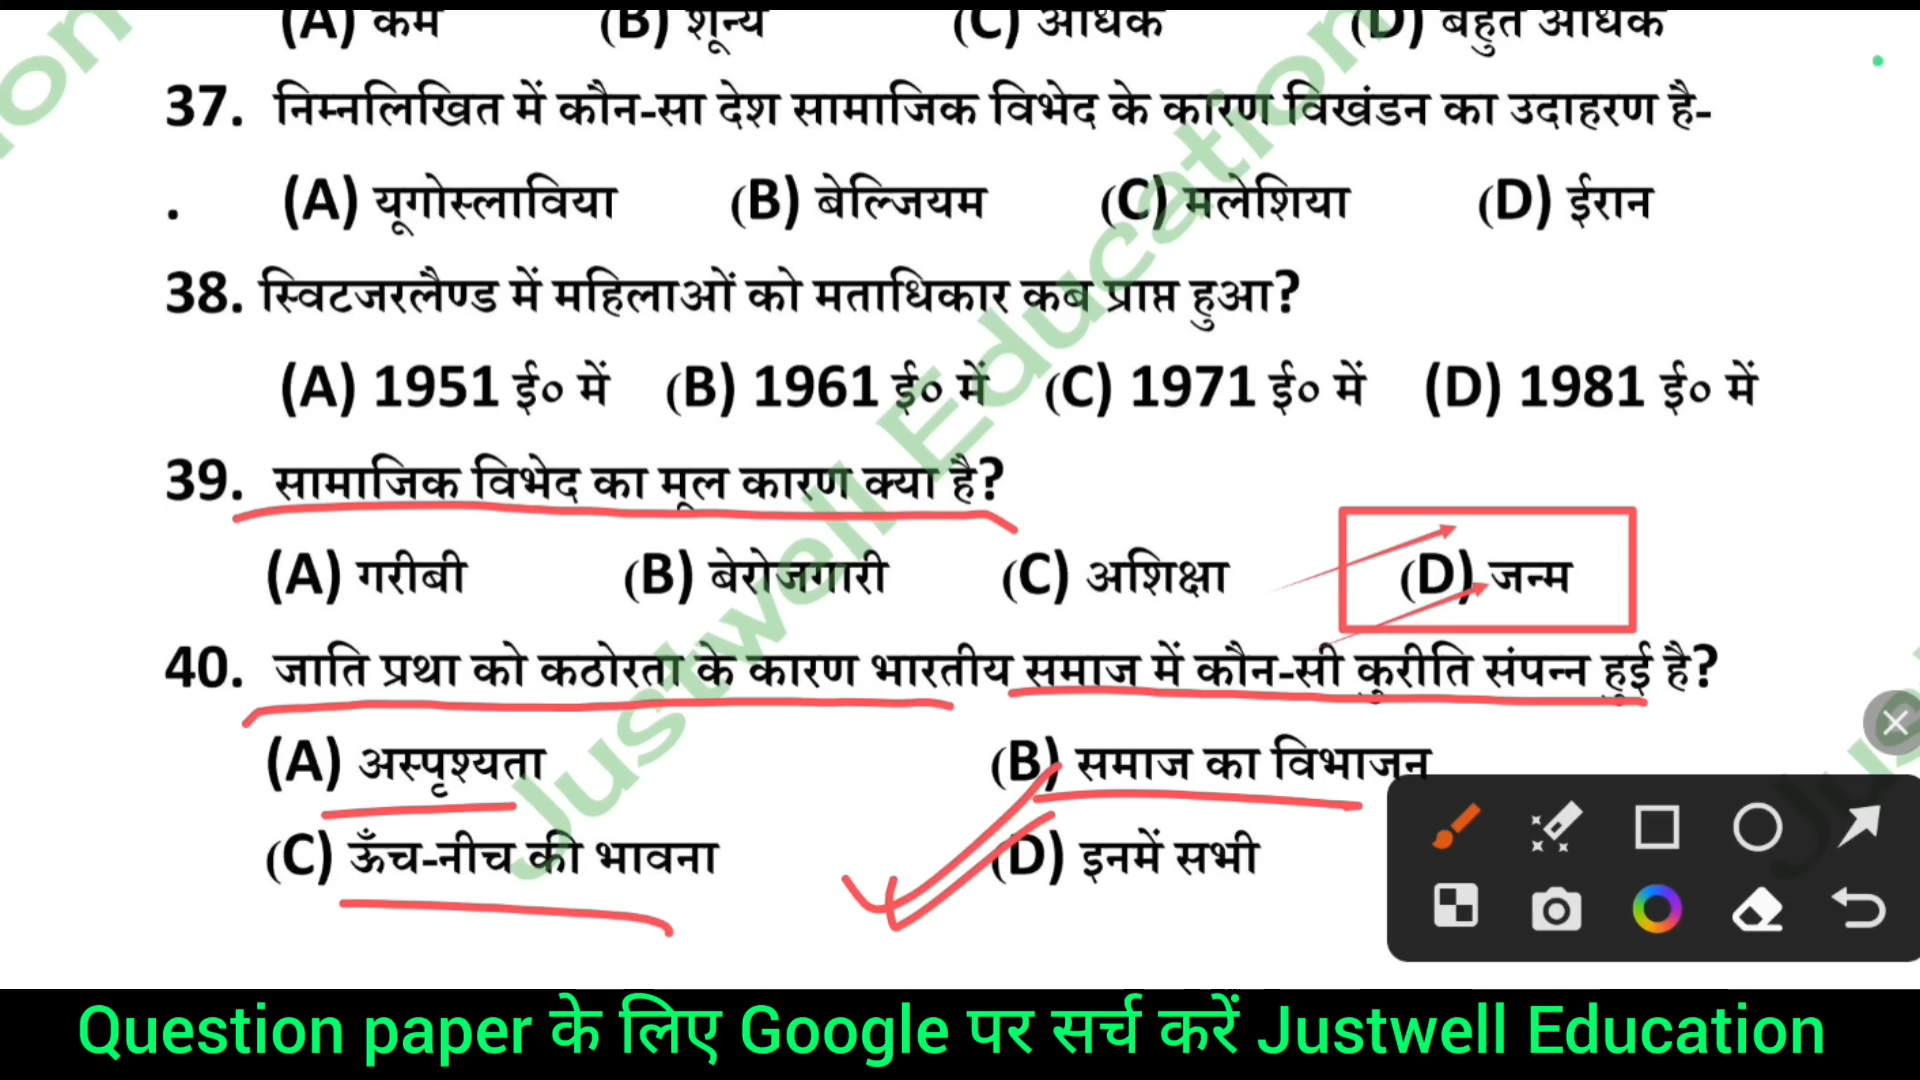 (A) कम (B) शून्य (C) अधिक (D) बहुत अधिक
37. निम्नलिखित में कौन-सा देश सामाजिक विभेद के कारण विखंडन का उदाहरण है-
. (A) यूगोस्लाविया (B) बेल्जियम (C) मलेशिया (D) ईरान
38. स्विटजरलैण्ड में महिलाओं को मताधिकार कब प्राप्त हुआ?
(A) 1951 ई० में (B) 1961 ई० में (C) 1971 ई० में (D) 1981 ई० में
39. सामाजिक विभेद का मूल कारण क्या है?
(A) गरीबी (B) बेरोजगारी (C) अशिक्षा (D) जन्म
40. जाति प्रथा को कठोरता के कारण भारतीय समाज में कौन-सी कुरीति संपन्न हुई है?
(A) अस्पृश्यता (B) समाज का विभाजन
(C) ऊँच-नीच की भावना (D) इनमें सभी
Justwell Education
Question paper के लिए Google पर सर्च करें Justwell Education